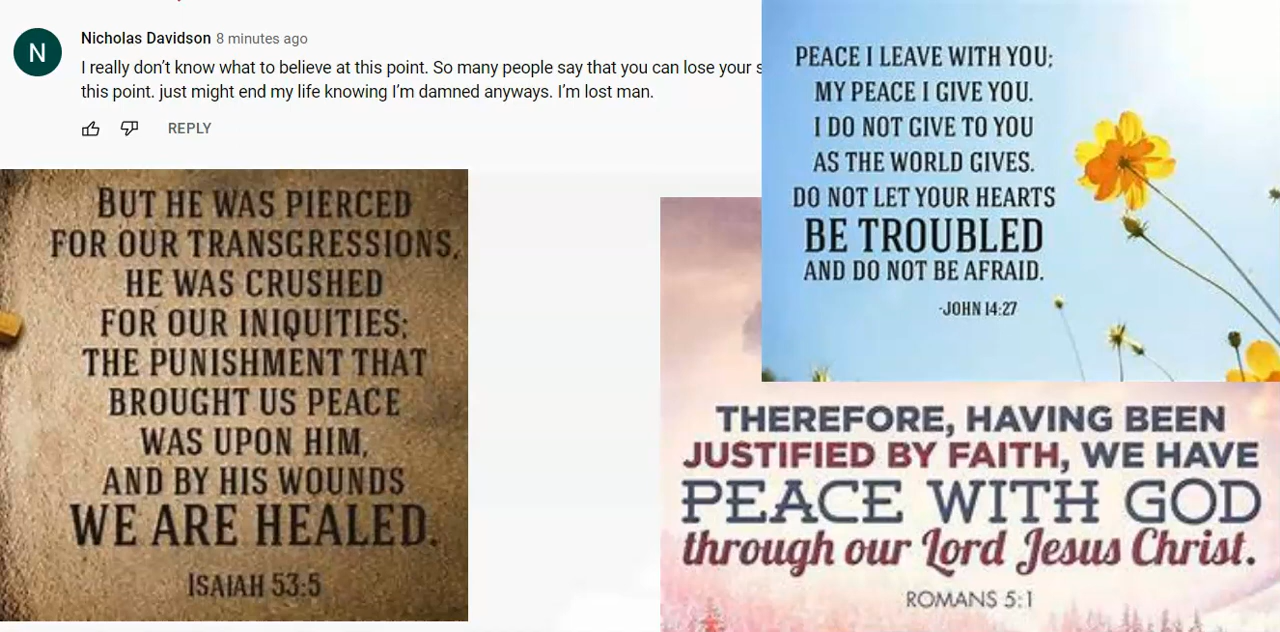 N
Nicholas Davidson 8 minutes ago
I really don't know what to believe at this point. So many people say that you can lose your
this point. just might end my life knowing I'm damned anyways. I'm lost man.
REPLY
BUT HE WAS PIERCED
FOR OUR TRANSGRESSIONS,
HE WAS CRUSHED
FOR OUR INIQUITIES;
THE PUNISHMENT THAT
BROUGHT US PEACE
WAS UPON HIM,
AND BY HIS WOUNDS
WE ARE HEALED.
ISAIAH 53:5
PEACE I LEAVE WITH YOU;
MY PEACE I GIVE YOU.
I DO NOT GIVE TO YOU
AS THE WORLD GIVES.
DO NOT LET YOUR HEARTS
BE TROUBLED
AND DO NOT BE AFRAID.
-JOHN 14:27
THEREFORE, HAVING BEEN
JUSTIFIED BY FAITH, WE HAVE
PEACE WITH GOD
through our Lord Jesus Christ.
ROMANS 5:1